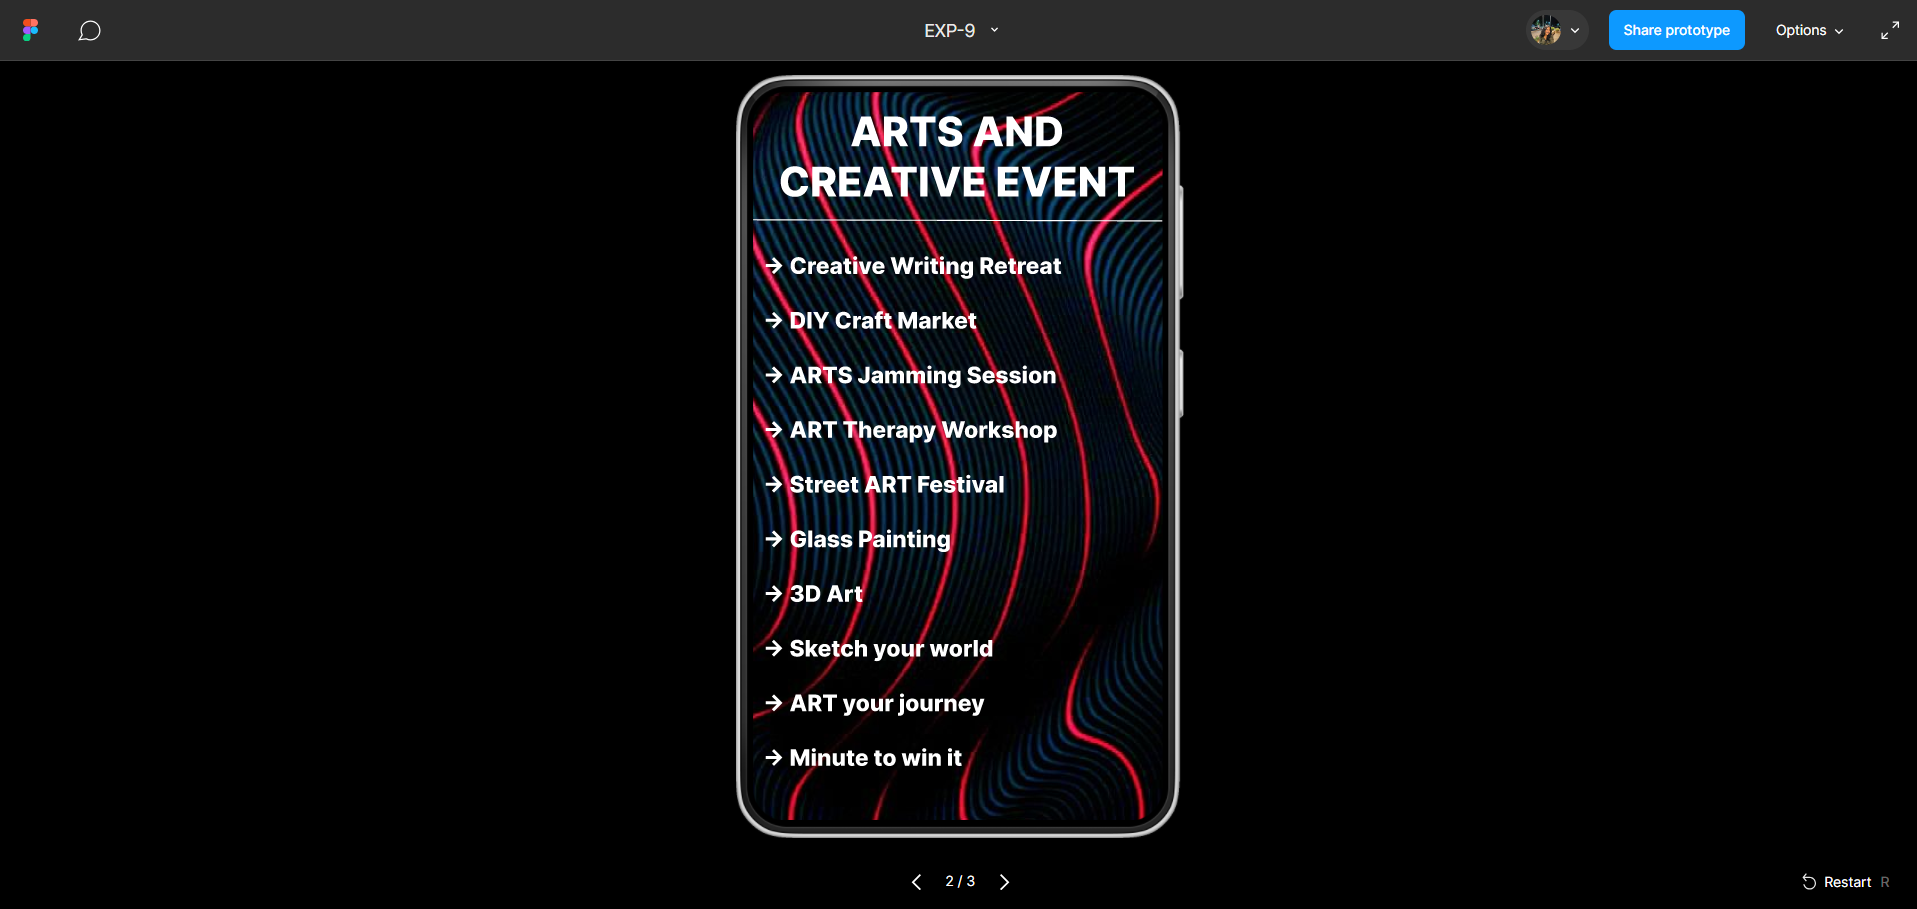 EXP-9
Share prototype
Options
ARTS AND
CREATIVE EVENT
→ Creative Writing Retreat
→ DIY Craft Market
→ ARTS Jamming Session
→ ART Therapy Workshop
→ Street ART Festival
→ Glass Painting
→ 3D Art
→ Sketch your world
→ ART your journey
→ Minute to win it
2 / 3
Restart R